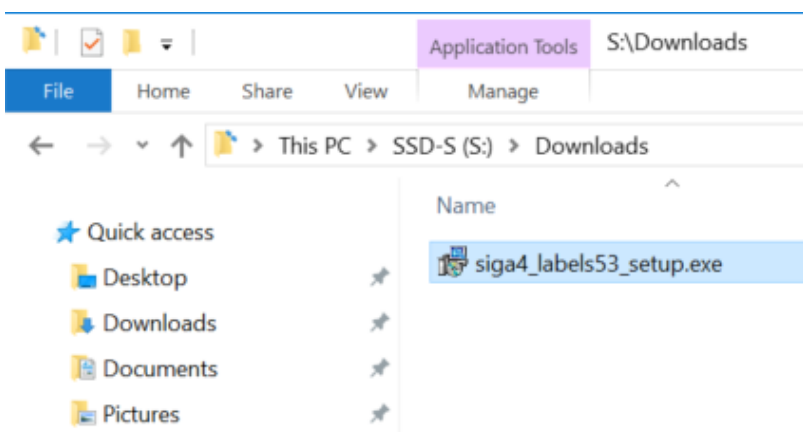 Application Tools S:\Downloads
File Home Share View Manage
This PC > SSD-S (S:) > Downloads
Name
Quick access
siga4_labels53_setup.exe
Desktop
Downloads
Documents
Pictures